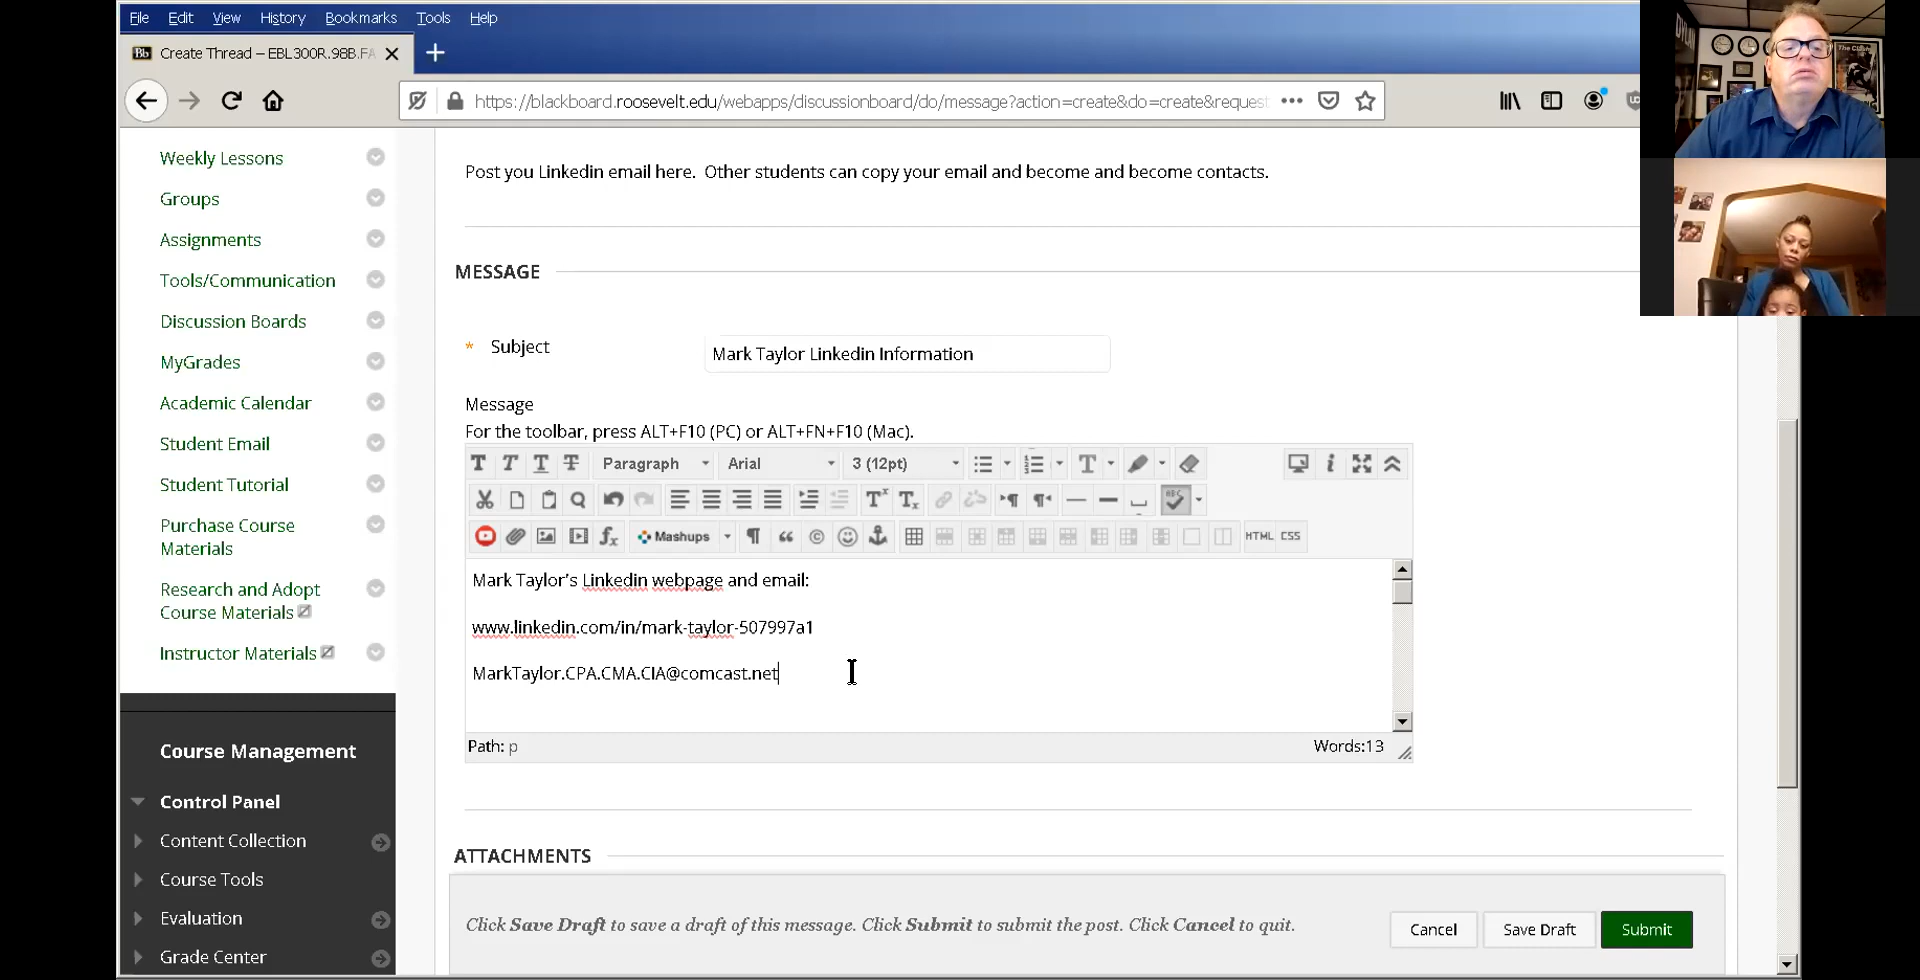 File Edit View History Bookmarks Tools Help
Bb Create Thread – EBL300R.98B.FA
https://blackboard.roosevelt.edu/webapps/discussionboard/do/message?action=create&do=create&request
Weekly Lessons
Groups
Assignments
Tools/Communication
Discussion Boards
MyGrades
Academic Calendar
Student Email
Student Tutorial
Purchase Course
Materials
Research and Adopt
Course Materials
Instructor Materials
Course Management
Control Panel
Content Collection
Course Tools
Evaluation
Grade Center
Post you Linkedin email here.  Other students can copy your email and become and become contacts.
MESSAGE
* Subject
Mark Taylor Linkedin Information
Message
For the toolbar, press ALT+F10 (PC) or ALT+FN+F10 (Mac).
T T T T Paragraph Arial 3 (12pt) T
Tx Tx ABC
fx Mashups HTML CSS
Mark Taylor's Linkedin webpage and email:
www.linkedin.com/in/mark-taylor-507997a1
MarkTaylor.CPA.CMA.CIA@comcast.net
Path: p Words:13
ATTACHMENTS
Click Save Draft to save a draft of this message. Click Submit to submit the post. Click Cancel to quit.
Cancel Save Draft Submit